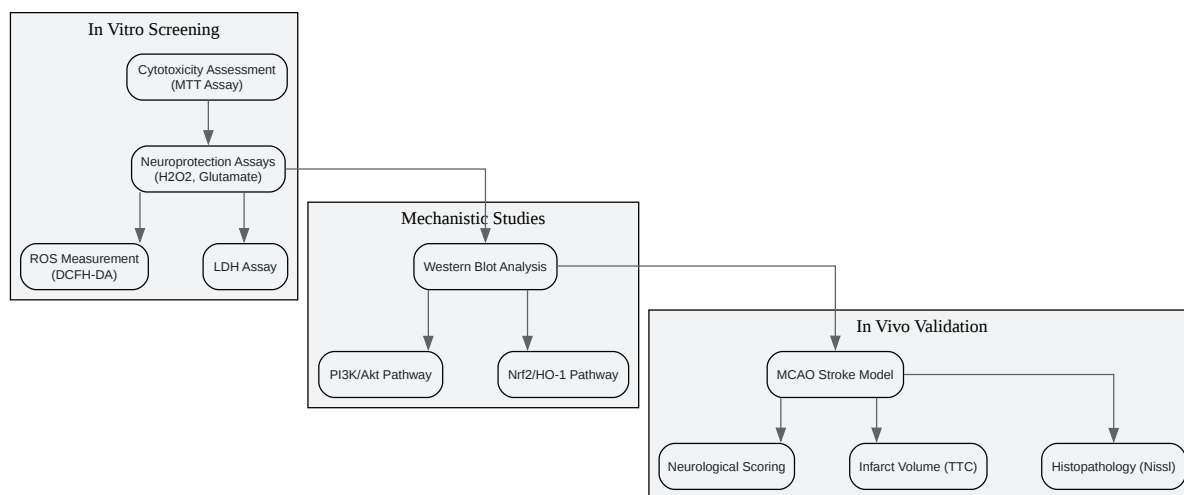 In Vitro Screening
Cytotoxicity Assessment
(MTT Assay)
Neuroprotection Assays
(H2O2, Glutamate)
ROS Measurement
(DCFH-DA)
LDH Assay
Mechanistic Studies
Western Blot Analysis
PI3K/Akt Pathway
Nrf2/HO-1 Pathway
In Vivo Validation
MCAO Stroke Model
Neurological Scoring
Infarct Volume (TTC)
Histopathology (Nissl)